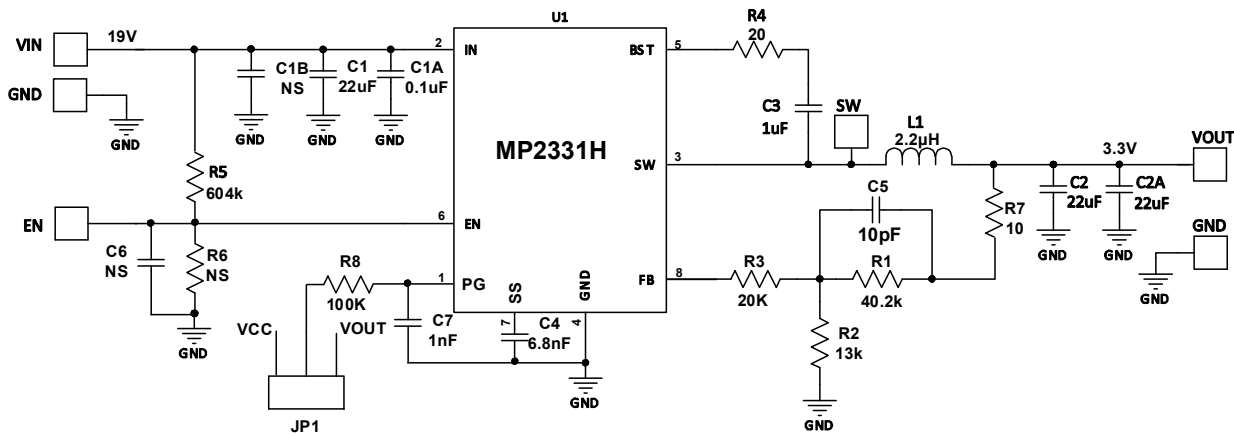 U1
VIN
19V
2
IN
BST
5
R4
20
C1B
NS
C1
22uF
C1A
0.1uF
GND
GND
GND
GND
GND
C3
1uF
SW
MP2331H
SW
3
L1
2.2µH
3.3V
VOUT
R5
604k
C5
10pF
R7
10
C2
22uF
C2A
22uF
GND
GND
GND
GND
EN
6
EN
C6
NS
R6
NS
GND
R8
100K
1
PG
FB
8
R3
20K
R1
40.2k
SS
GND
7
4
C7
1nF
C4
6.8nF
R2
13k
VCC
VOUT
GND
GND
JP1